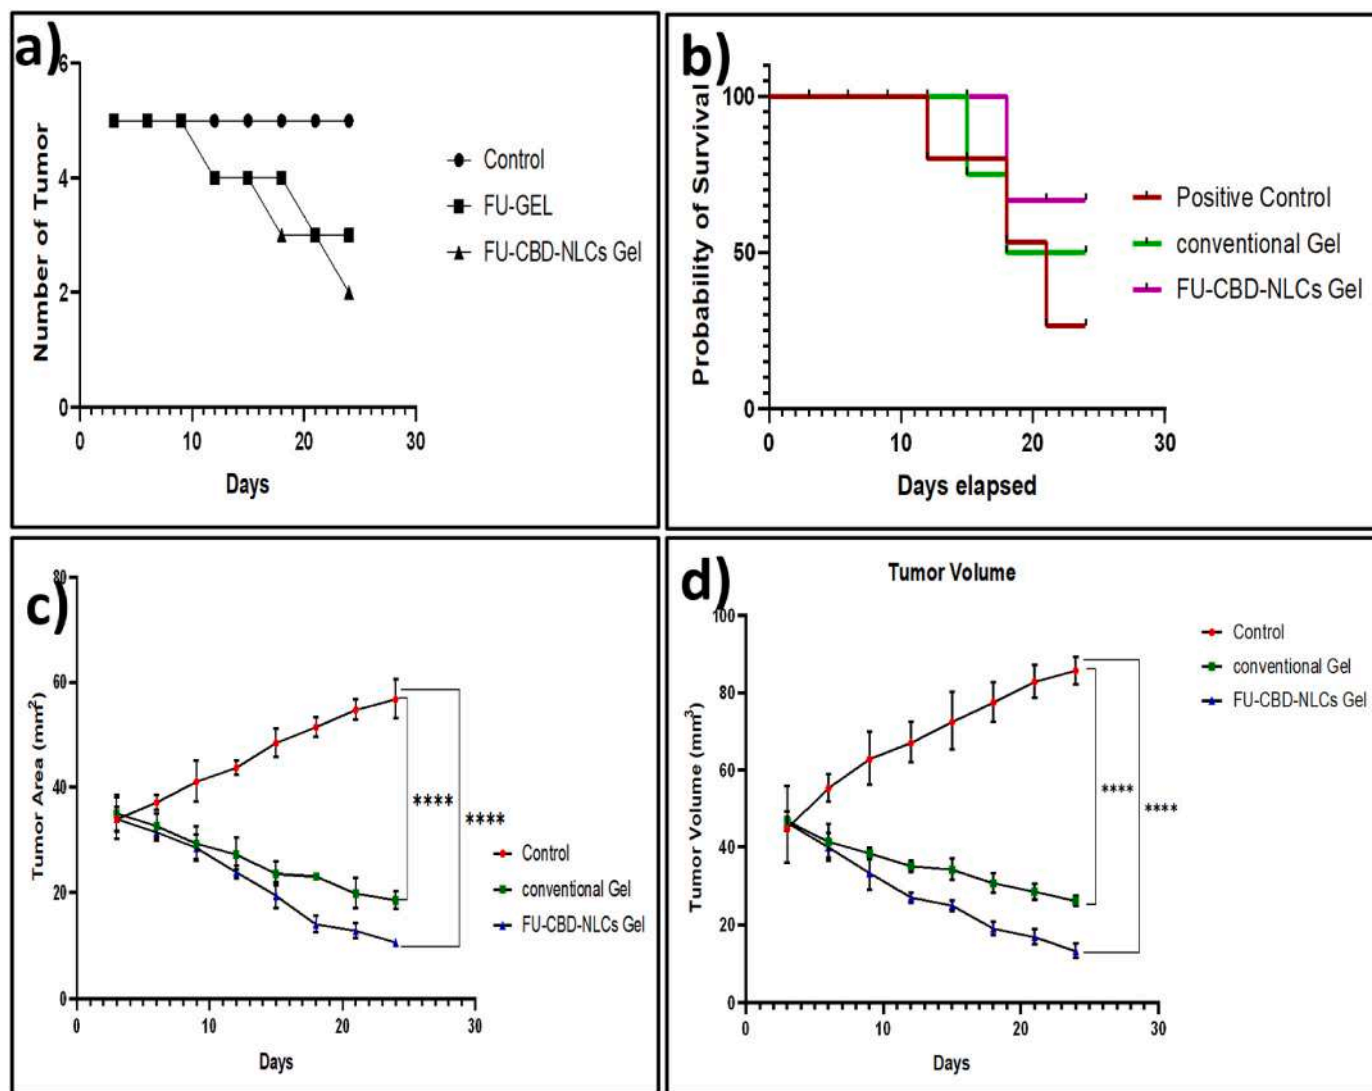 a)
Number of Tumor
6
4
2
0
0 10 20 30
Days
Control
FU-GEL
FU-CBD-NLCs Gel
b)
Probability of Survival
100
50
0
0 10 20 30
Days elapsed
Positive Control
conventional Gel
FU-CBD-NLCs Gel
c)
Tumor Area (mm²)
80
60
40
20
0
0 10 20 30
Days
**** ****
Control
conventional Gel
FU-CBD-NLCs Gel
d)
Tumor Volume
Tumor Volume (mm³)
100
80
60
40
20
0
0 10 20 30
Days
**** ****
Control
conventional Gel
FU-CBD-NLCs Gel